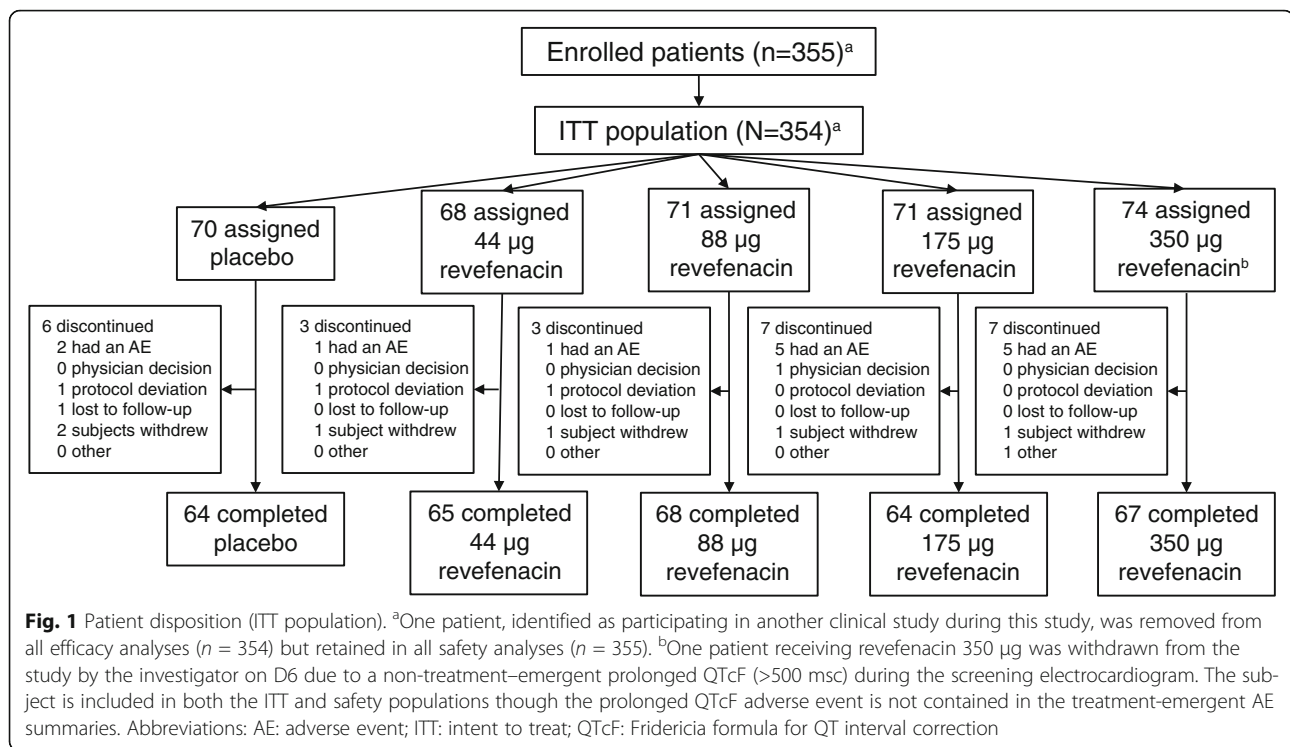 Enrolled patients (n=355)a
ITT population (N=354)a
70 assigned
placebo
68 assigned
44 µg
revefenacin
71 assigned
88 µg
revefenacin
71 assigned
175 µg
revefenacin
74 assigned
350 µg
revefenacinb
6 discontinued
2 had an AE
0 physician decision
1 protocol deviation
1 lost to follow-up
2 subjects withdrew
0 other
3 discontinued
1 had an AE
0 physician decision
1 protocol deviation
0 lost to follow-up
1 subject withdrew
0 other
3 discontinued
1 had an AE
0 physician decision
1 protocol deviation
0 lost to follow-up
1 subject withdrew
0 other
7 discontinued
5 had an AE
1 physician decision
0 protocol deviation
0 lost to follow-up
1 subject withdrew
0 other
7 discontinued
5 had an AE
0 physician decision
0 protocol deviation
0 lost to follow-up
1 subject withdrew
1 other
64 completed
placebo
65 completed
44 µg
revefenacin
68 completed
88 µg
revefenacin
64 completed
175 µg
revefenacin
67 completed
350 µg
revefenacin
Fig. 1 Patient disposition (ITT population). aOne patient, identified as participating in another clinical study during this study, was removed from
all efficacy analyses (n = 354) but retained in all safety analyses (n = 355). bOne patient receiving revefenacin 350 µg was withdrawn from the
study by the investigator on D6 due to a non-treatment–emergent prolonged QTcF (>500 msc) during the screening electrocardiogram. The sub-
ject is included in both the ITT and safety populations though the prolonged QTcF adverse event is not contained in the treatment-emergent AE
summaries. Abbreviations: AE: adverse event; ITT: intent to treat; QTcF: Fridericia formula for QT interval correction